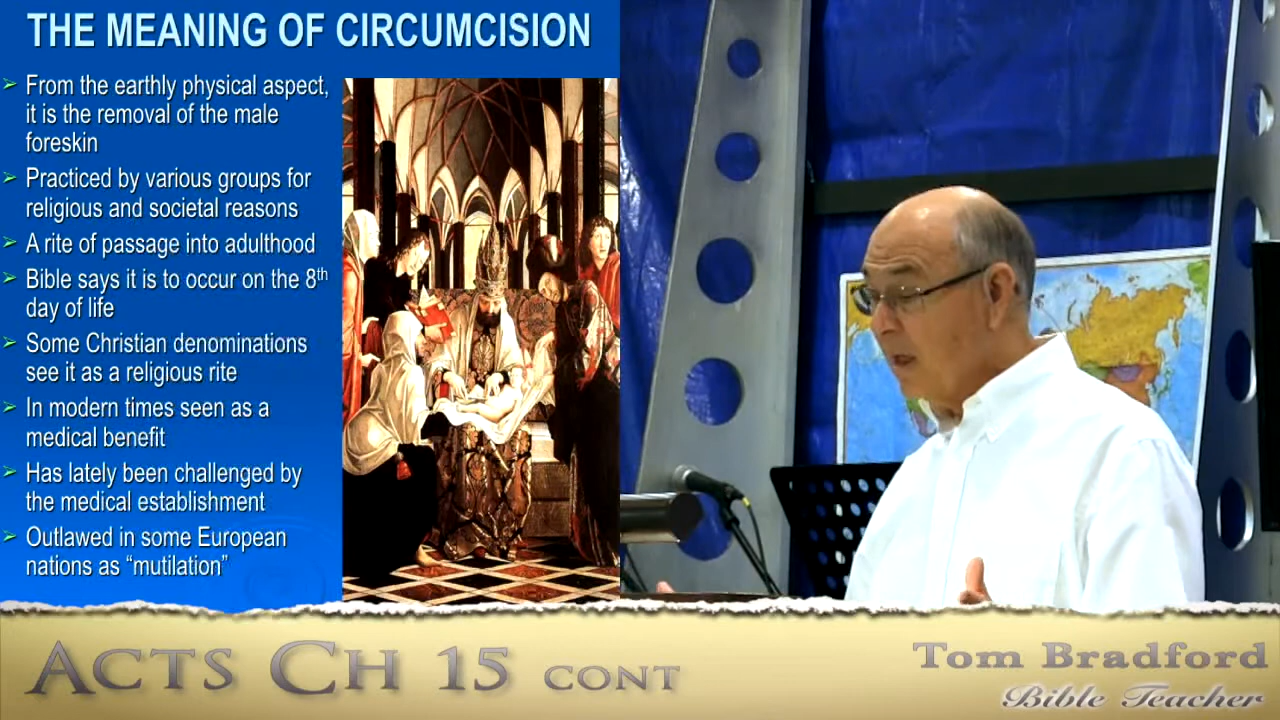 THE MEANING OF CIRCUMCISION
➢ From the earthly physical aspect,
it is the removal of the male
foreskin
➢ Practiced by various groups for
religious and societal reasons
➢ A rite of passage into adulthood
➢ Bible says it is to occur on the 8th
day of life
➢ Some Christian denominations
see it as a religious rite
➢ In modern times seen as a
medical benefit
➢ Has lately been challenged by
the medical establishment
➢ Outlawed in some European
nations as “mutilation”
ACTS CH 15 CONT
Tom Bradford
Bible Teacher